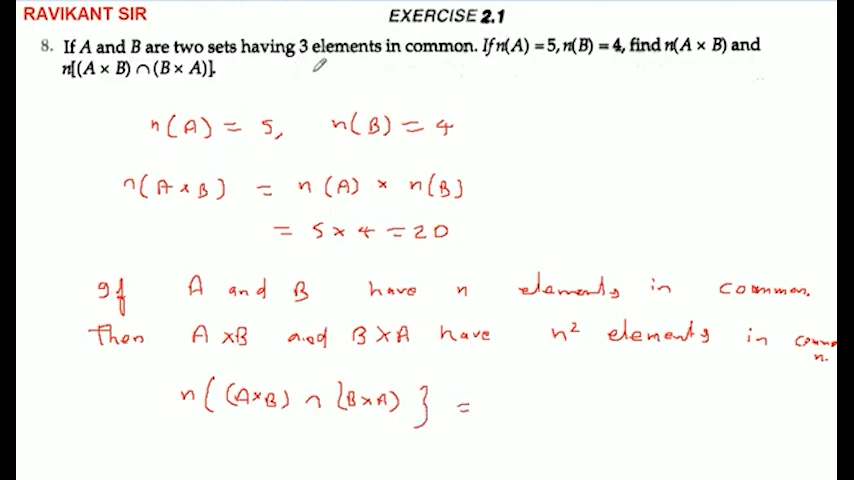 RAVIKANT SIR
EXERCISE 2.1
8. If A and B are two sets having 3 elements in common. If n(A) = 5, n(B) = 4, find n(A × B) and
n[(A × B) ∩ (B × A)].
n(A) = 5, n(B) = 4
n(A × B) = n(A) × n(B)
= 5 × 4 = 20
If A and B have n elements in common.
Then A × B and B × A have n² elements in common.
n{(A×B) ∩ (B×A)} =